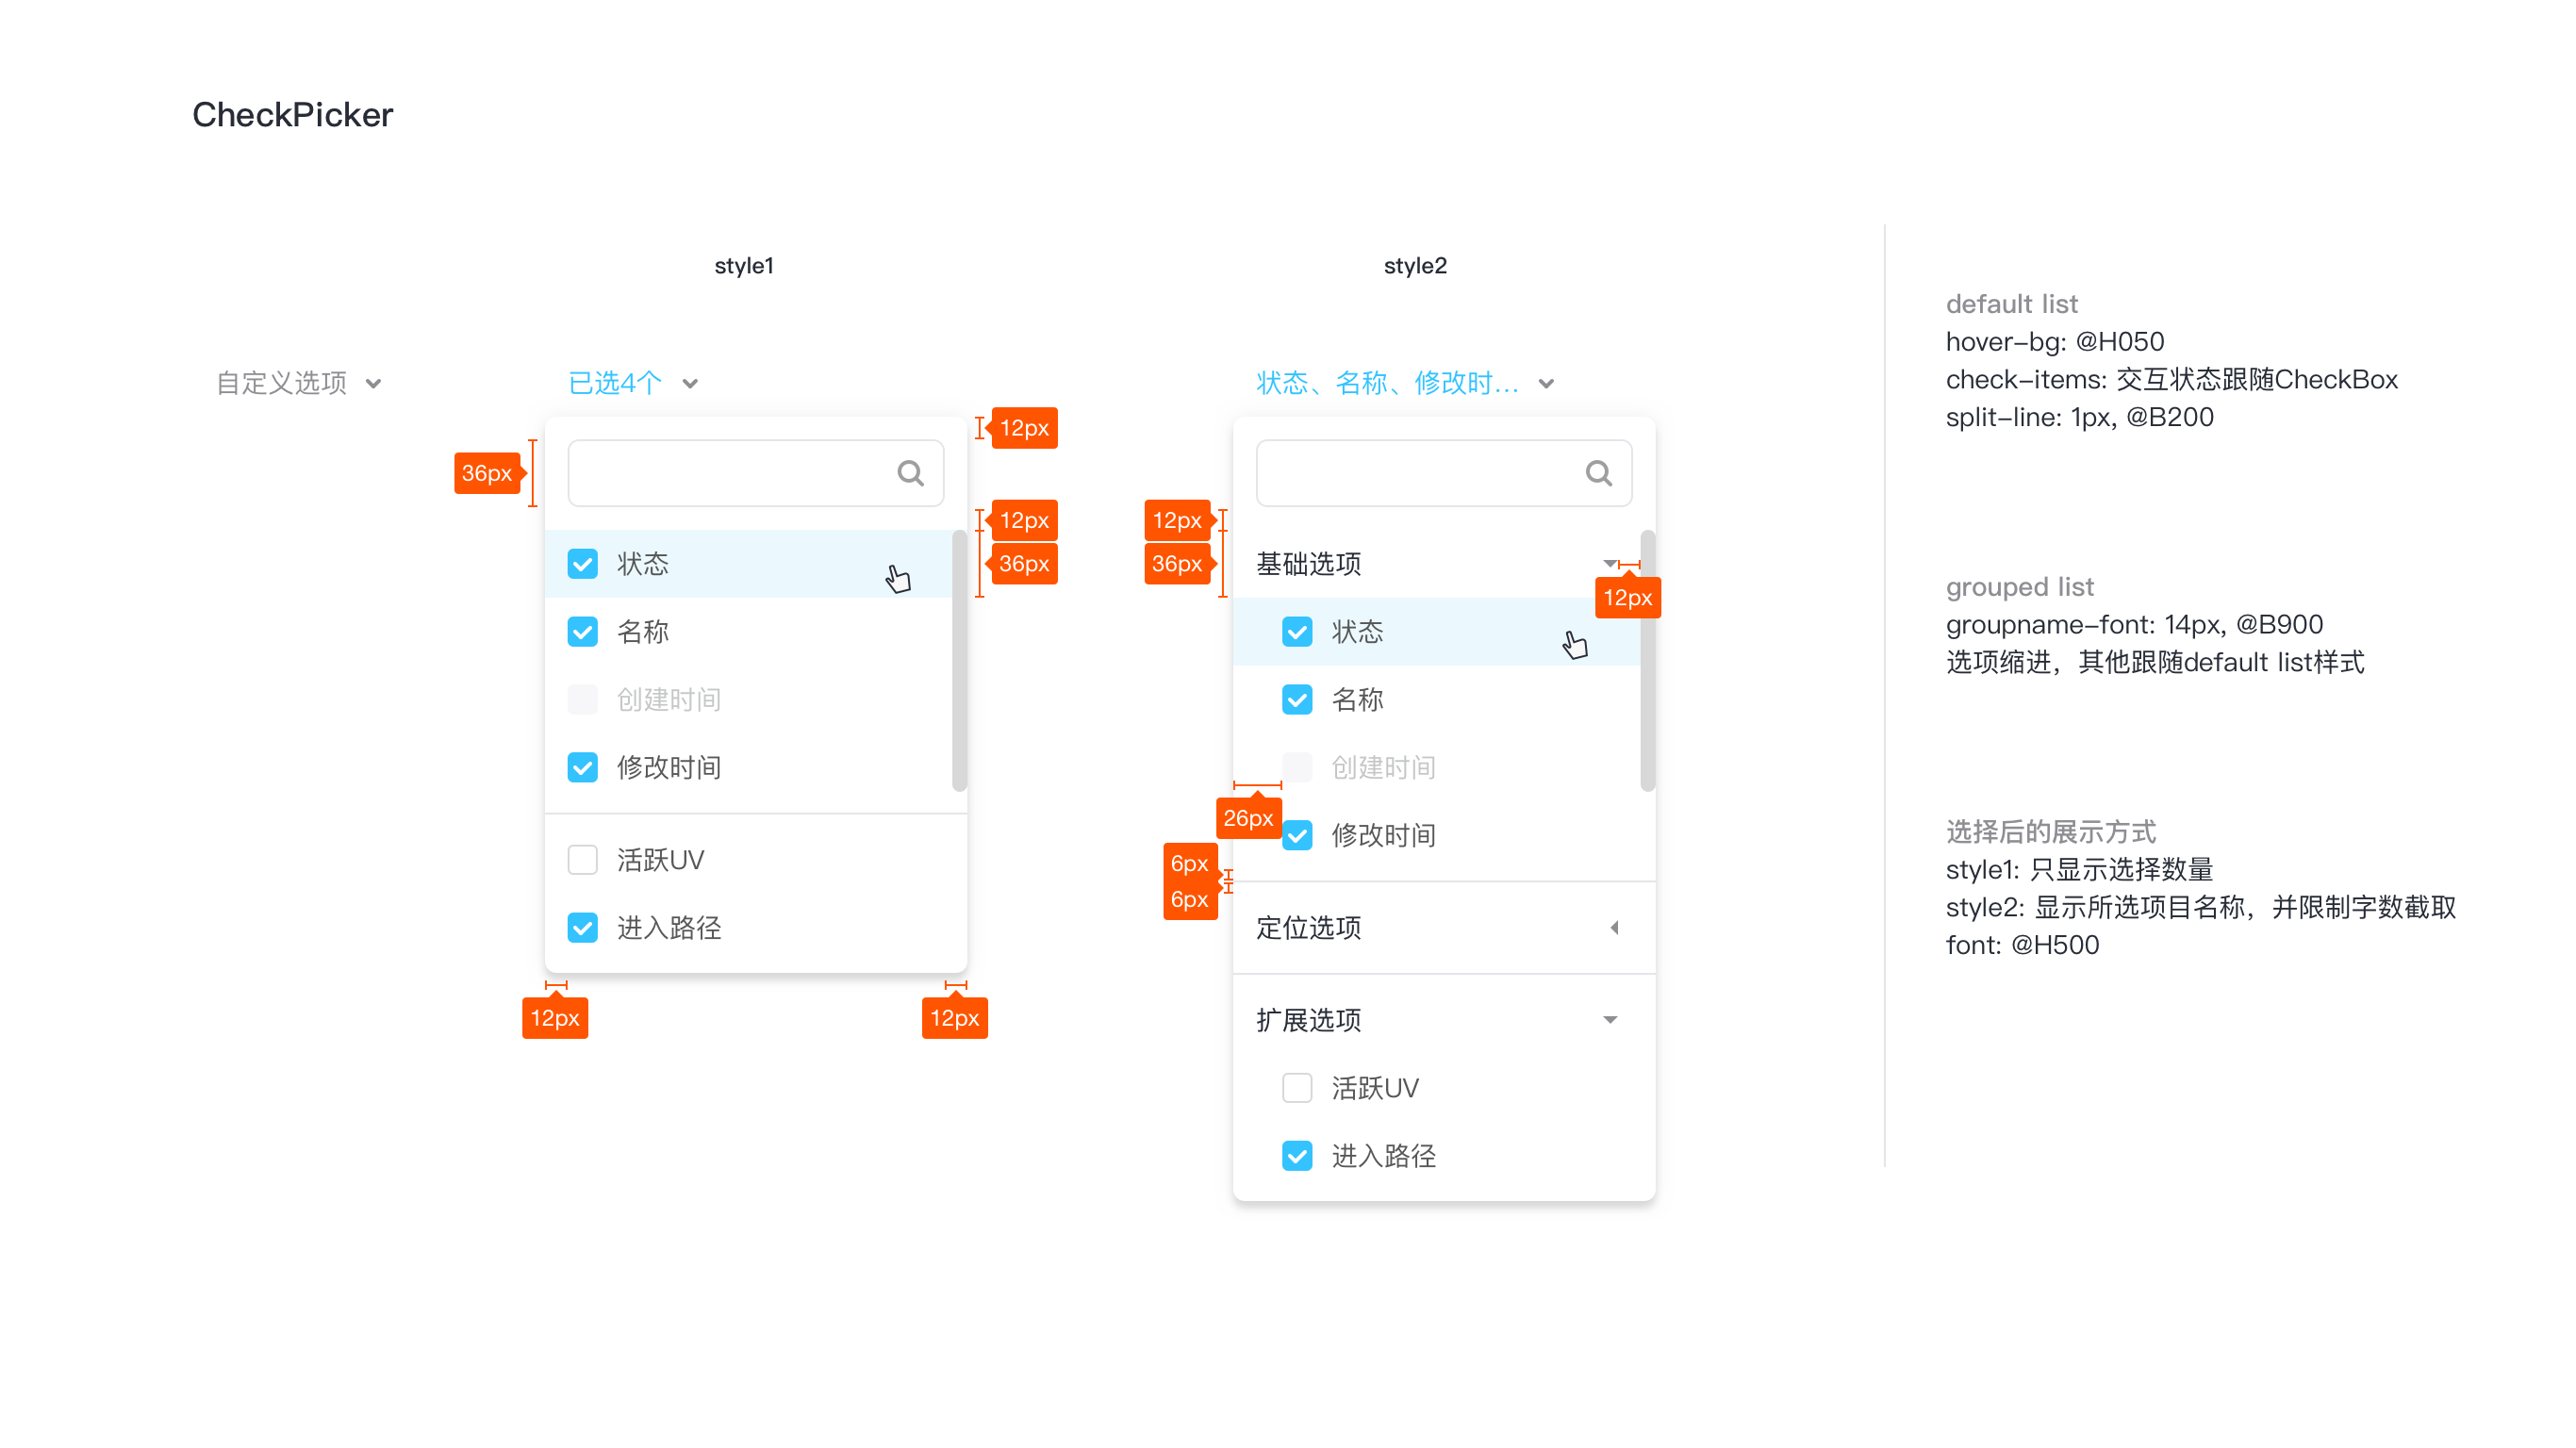 CheckPicker
style1
style2
自定义选项
已选4个
12px
36px
12px
36px
状态
名称
创建时间
修改时间
活跃UV
进入路径
12px
12px
状态、名称、修改时...
12px
36px
基础选项
12px
状态
名称
创建时间
26px
修改时间
6px
6px
定位选项
扩展选项
活跃UV
进入路径
default list
hover-bg: @H050
check-items: 交互状态跟随CheckBox
split-line: 1px, @B200
grouped list
groupname-font: 14px, @B900
选项缩进，其他跟随default list样式
选择后的展示方式
style1: 只显示选择数量
style2: 显示所选项目名称，并限制字数截取
font: @H500